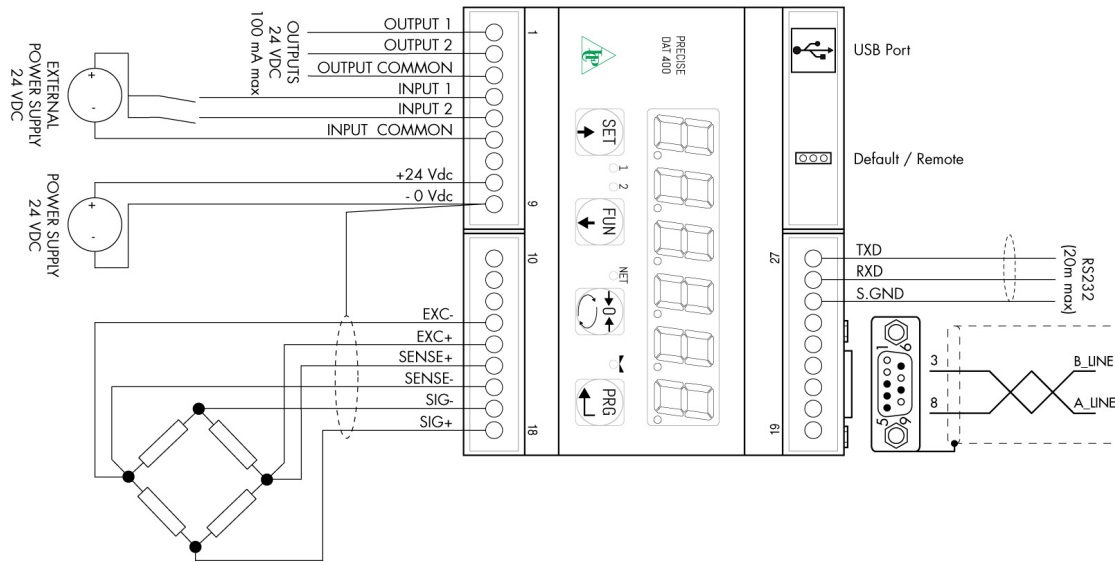 OUTPUT 1
OUTPUT 2
OUTPUT COMMON
INPUT 1
INPUT 2
INPUT COMMON
+24 Vdc
- 0 Vdc
OUTPUTS
24 VDC
100 mA max
EXTERNAL
POWER SUPPLY
24 VDC
+
-
POWER SUPPLY
24 VDC
+
-
EXC-
EXC+
SENSE+
SENSE-
SIG-
SIG+
1
9
10
18
PRECISE
DAT 400
SET
1
2
FUN
NET
→0←
PRG
USB Port
Default / Remote
27
19
TXD
RXD
S.GND
RS232
(20m max)
1
6
5
9
3
8
B_LINE
A_LINE